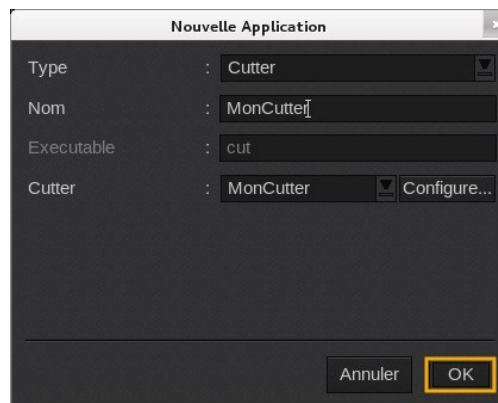 Nouvelle Application
Type : Cutter
Nom : MonCutter
Executable : cut
Cutter : MonCutter Configure...
Annuler OK